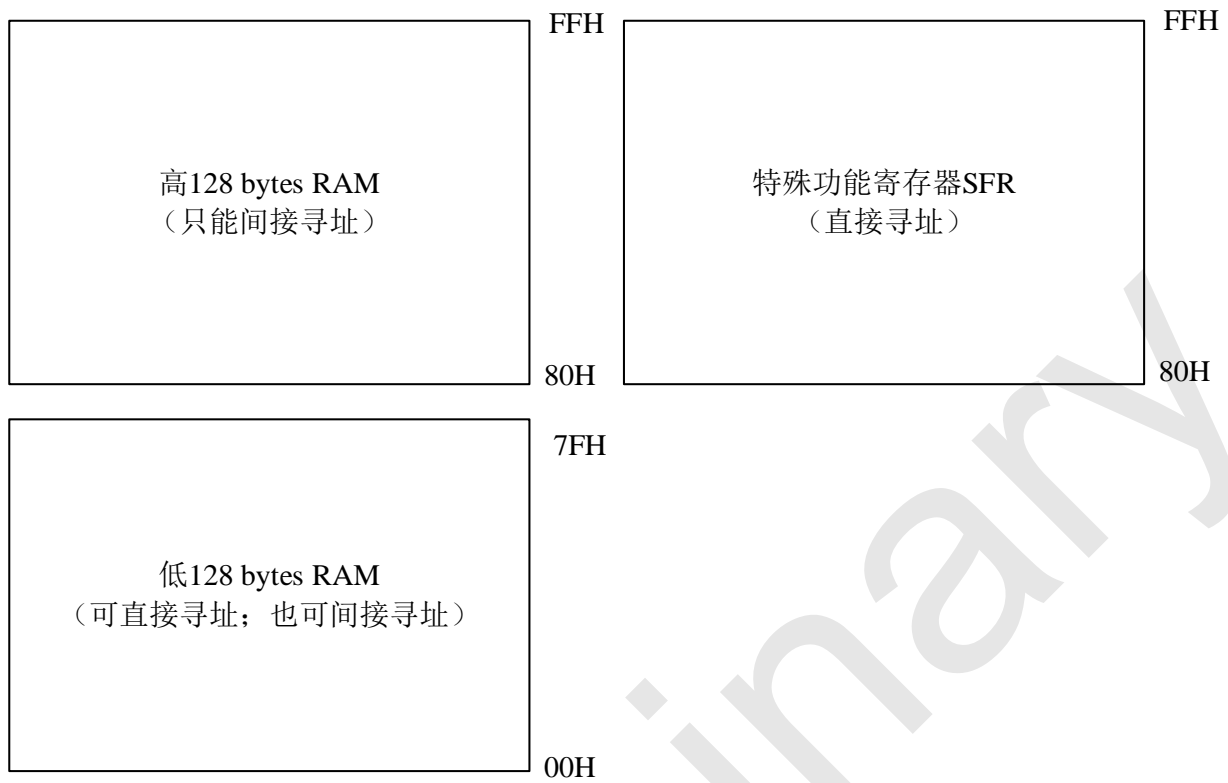 FFH
高128 bytes RAM
（只能间接寻址）
80H
FFH
特殊功能寄存器SFR
（直接寻址）
80H
7FH
低128 bytes RAM
（可直接寻址；也可间接寻址）
00H
inary